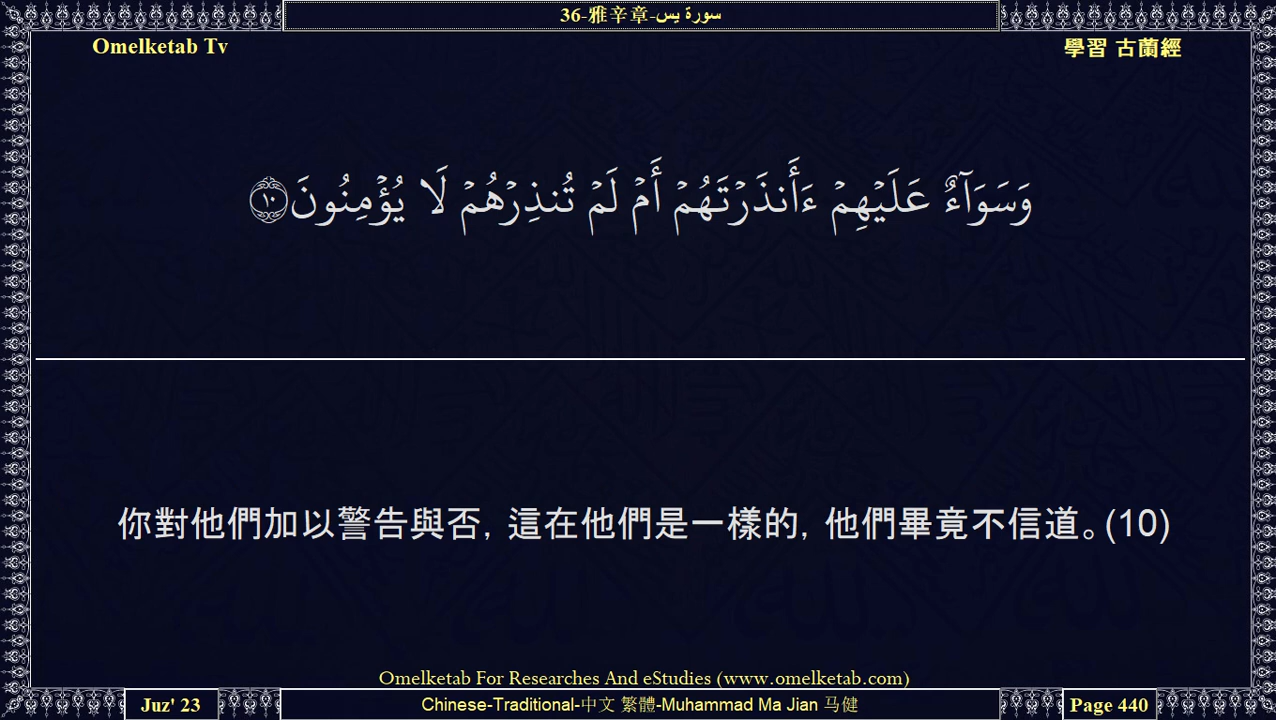 36-雅辛章-سورة يس
Omelketab Tv
學習 古蘭經
وَسَوَآءٌ عَلَيْهِمْ ءَأَنذَرْتَهُمْ أَمْ لَمْ تُنذِرْهُمْ لَا يُؤْمِنُونَ ١٠
你對他們加以警告與否，這在他們是一樣的，他們畢竟不信道。(10)
Omelketab For Researches And eStudies (www.omelketab.com)
Juz' 23
Chinese-Traditional-中文 繁體-Muhammad Ma Jian 马健
Page 440